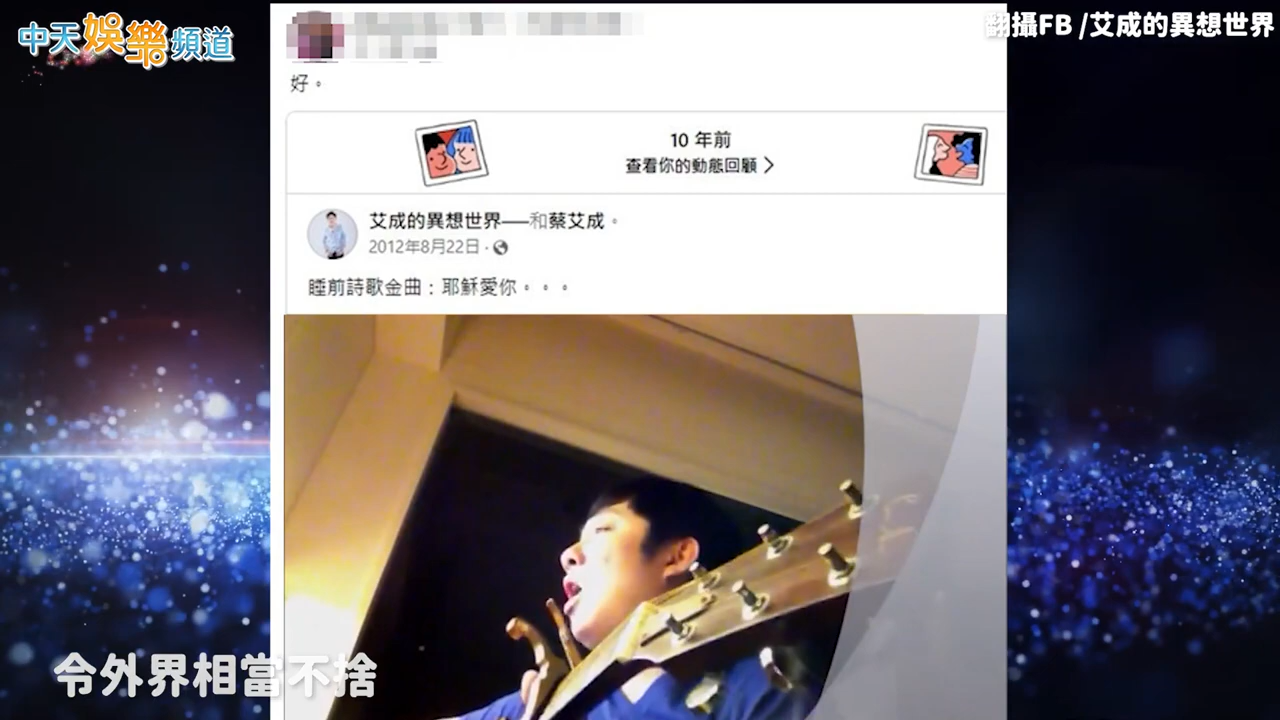 中天娛樂頻道
翻攝FB /艾成的異想世界
好。
10 年前
查看你的動態回顧
艾成的異想世界──和蔡艾成。
2012年8月22日 ·
睡前詩歌金曲：耶穌愛你。。。
令外界相當不捨